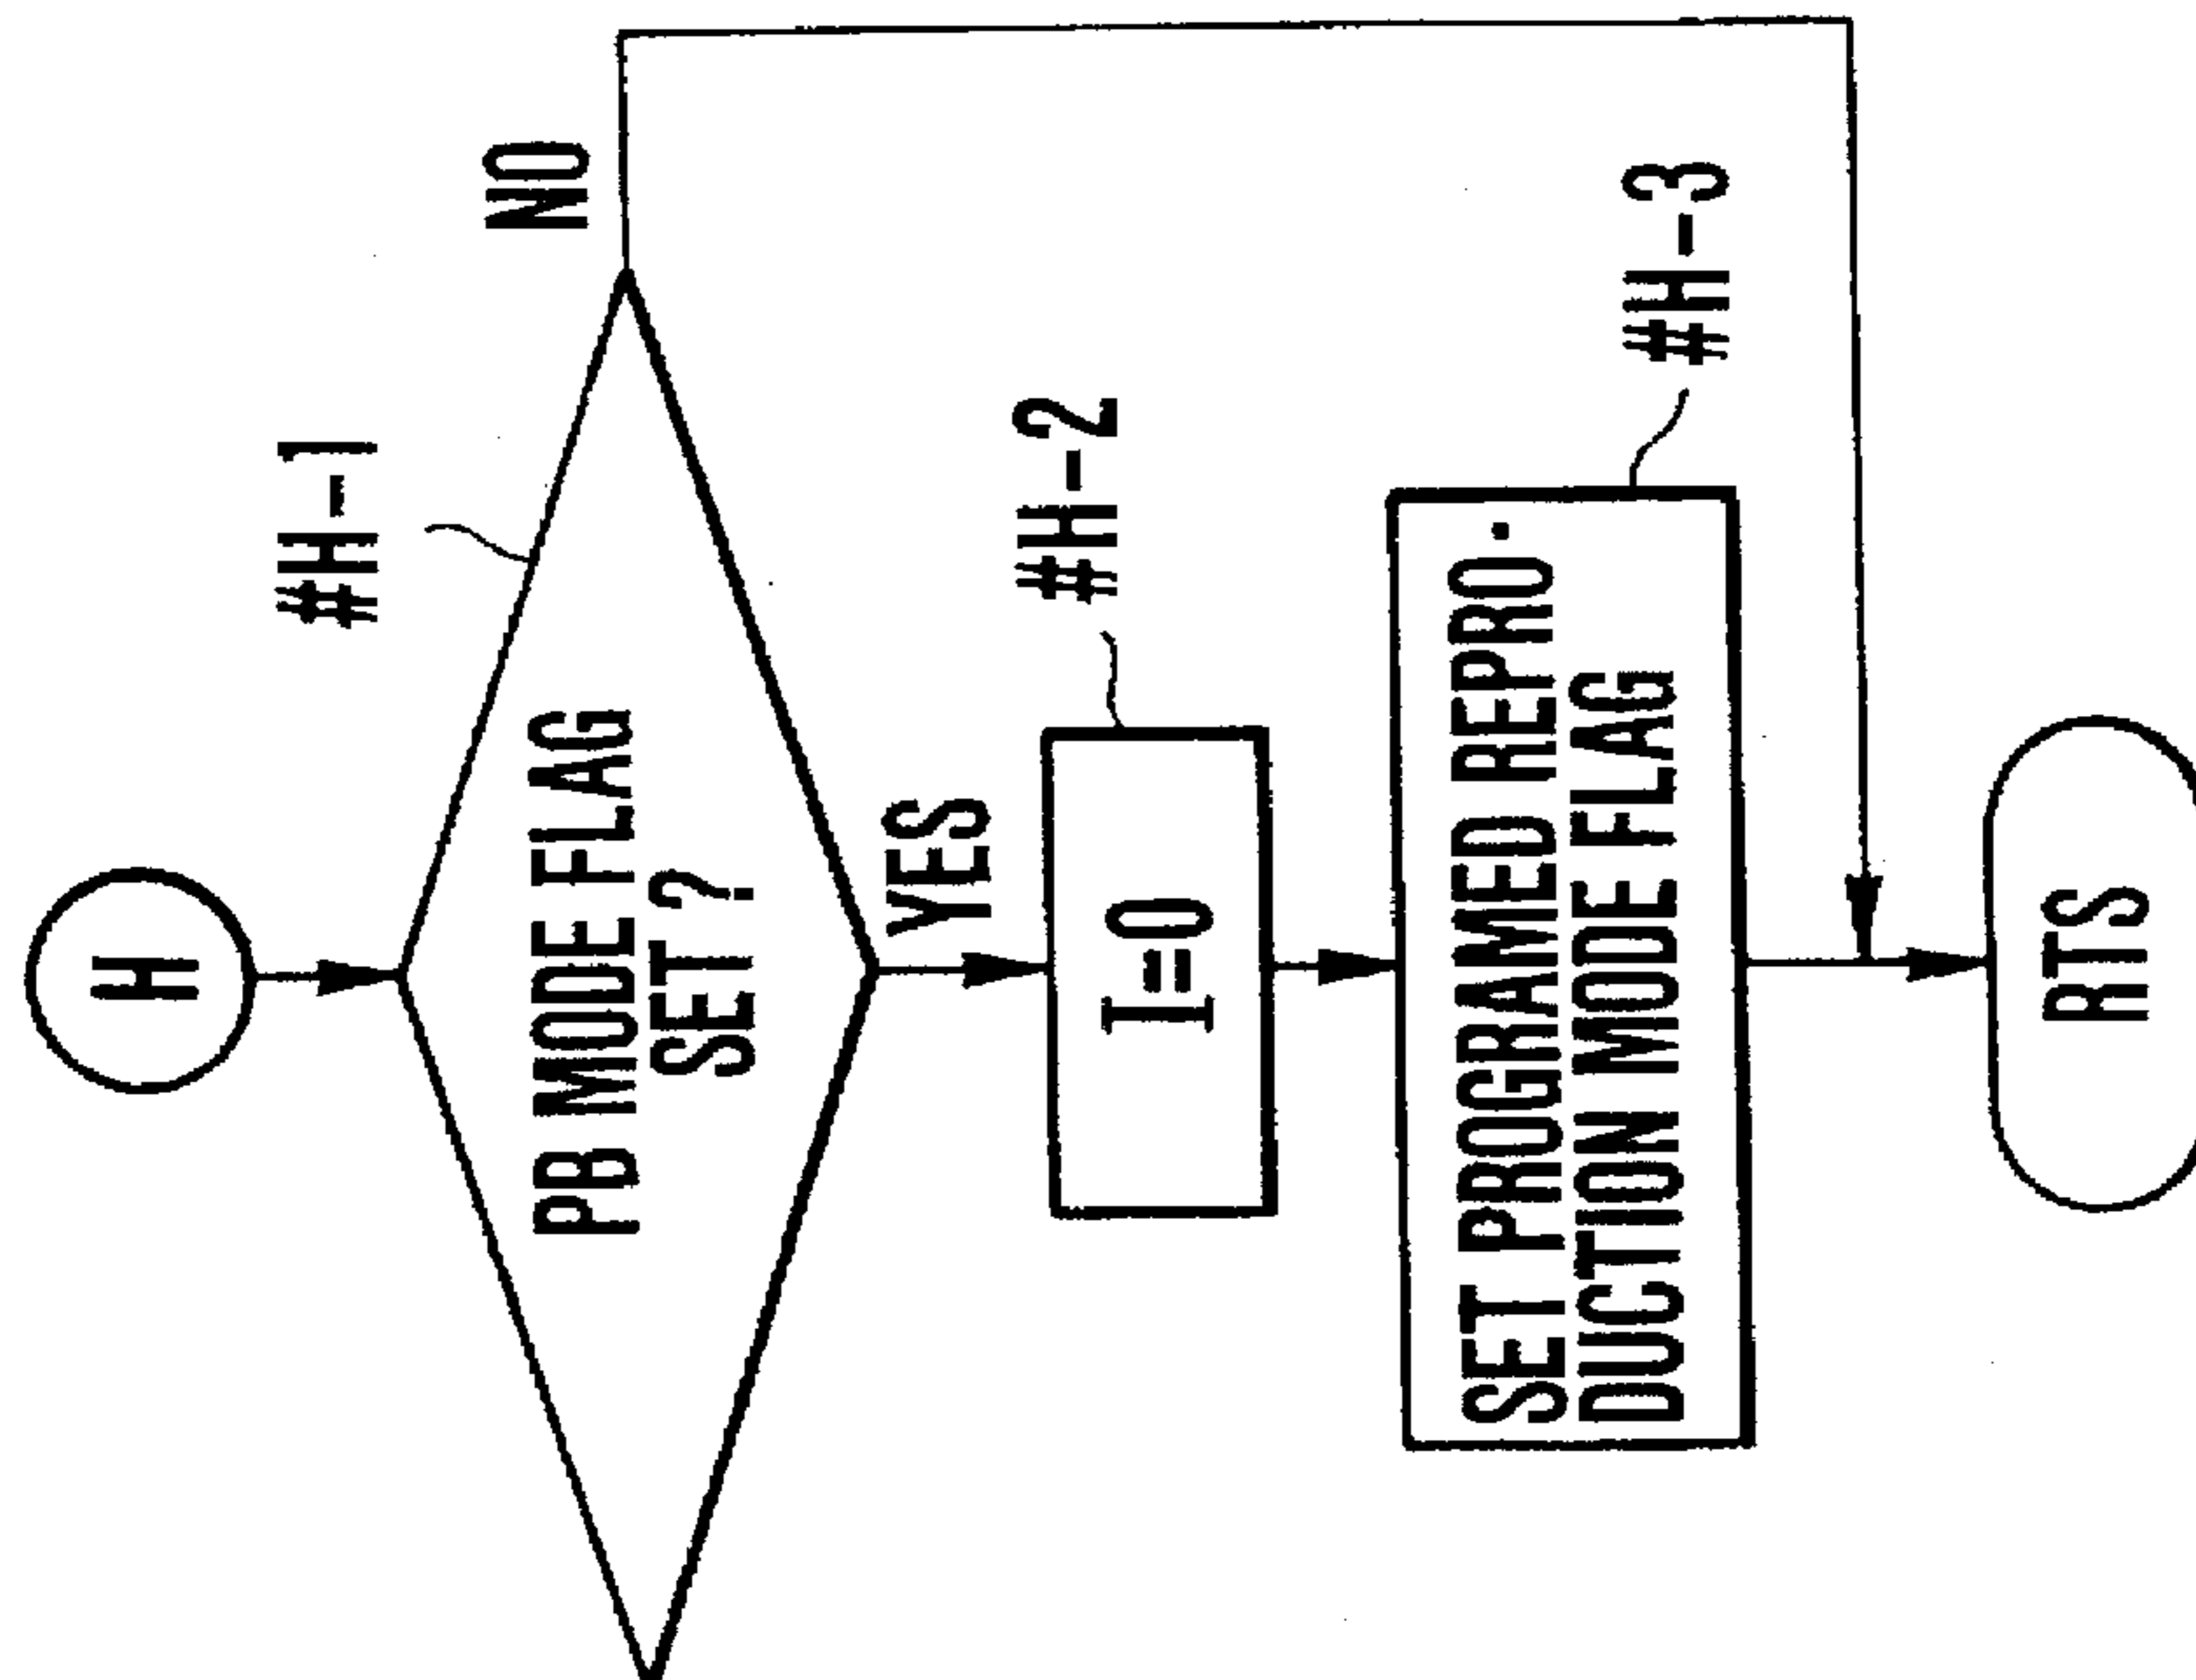 H
#H-1
PB MODE FLAG
SET ?
NO
YES
#H-2
I=0
#H-3
SET PROGRAMED REPRO-
DUCTION MODE FLAG
RTS